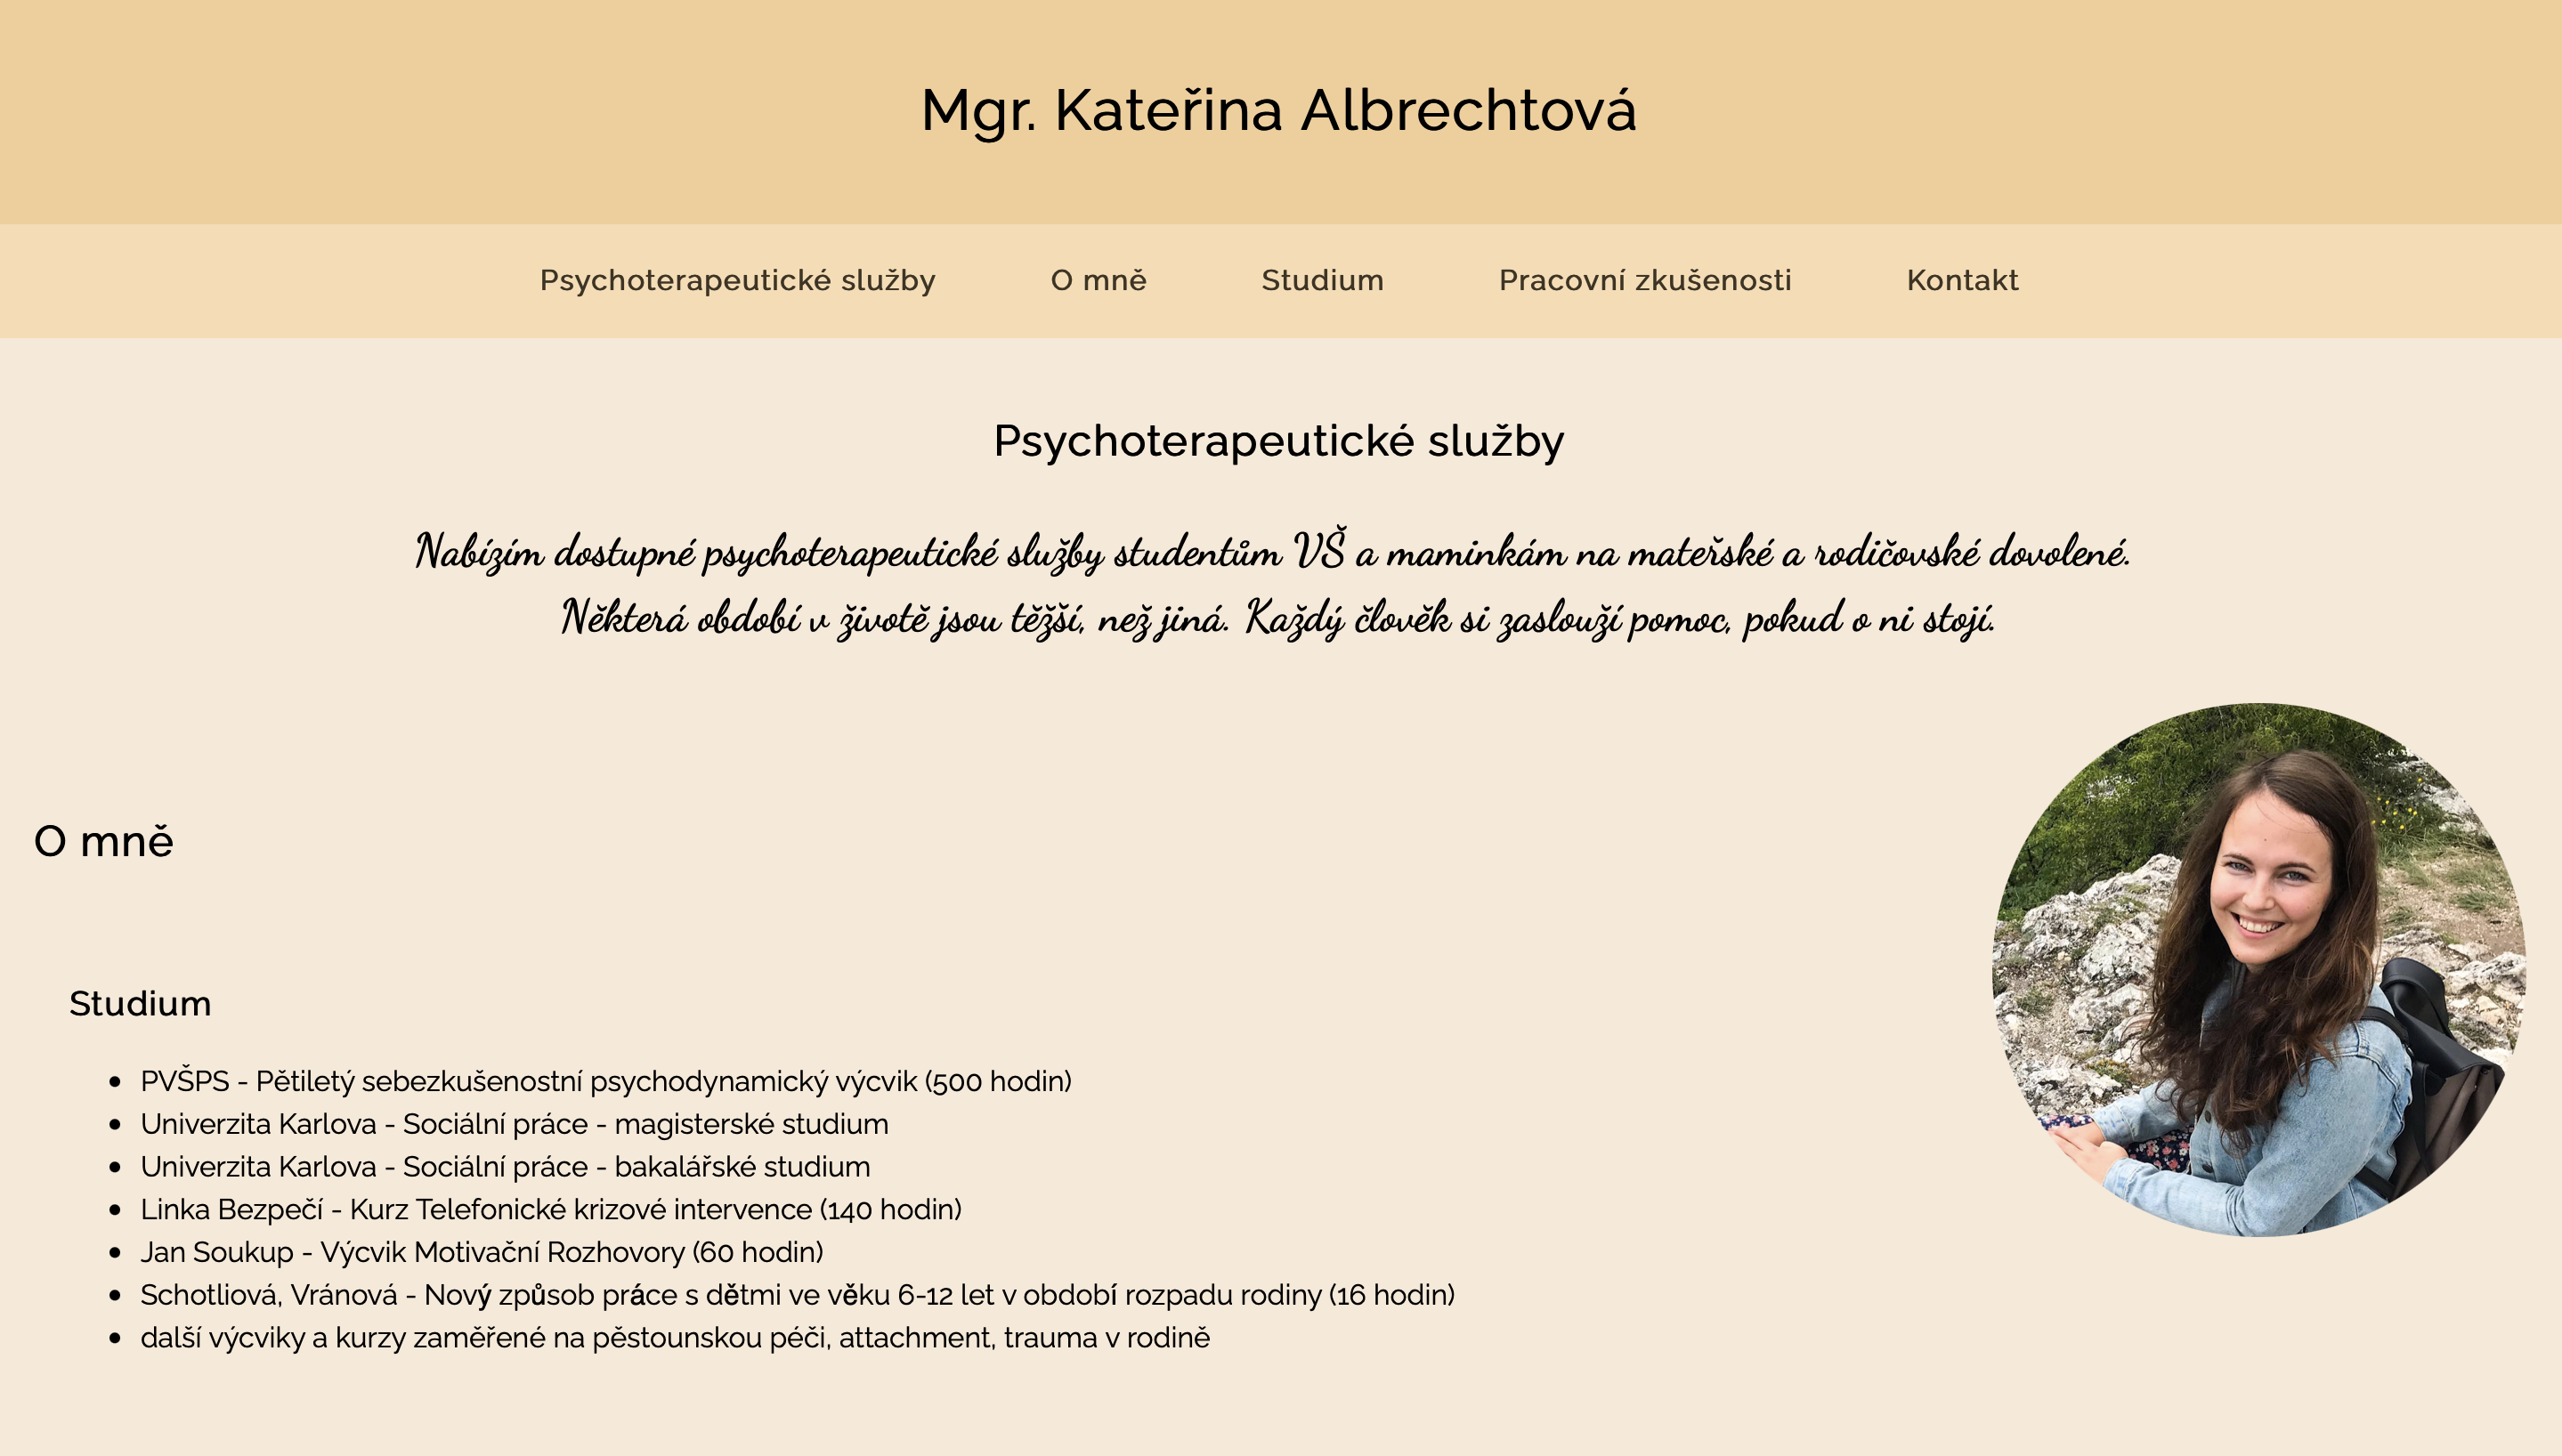 Mgr. Kateřina Albrechtová
Psychoterapeutické služby O mně Studium Pracovní zkušenosti Kontakt
Psychoterapeutické služby
Nabízím dostupné psychoterapeutické služby studentům VŠ a maminkám na mateřské a rodičovské dovolené.
Některá období v životě jsou těžší, než jiná. Každý člověk si zaslouží pomoc, pokud o ni stojí.
O mně
Studium
• PVŠPS - Pětiletý sebezkušenostní psychodynamický výcvik (500 hodin)
• Univerzita Karlova - Sociální práce - magisterské studium
• Univerzita Karlova - Sociální práce - bakalářské studium
• Linka Bezpečí - Kurz Telefonické krizové intervence (140 hodin)
• Jan Soukup - Výcvik Motivační Rozhovory (60 hodin)
• Schotliová, Vránová - Nový způsob práce s dětmi ve věku 6-12 let v období rozpadu rodiny (16 hodin)
• další výcviky a kurzy zaměřené na pěstounskou péči, attachment, trauma v rodině